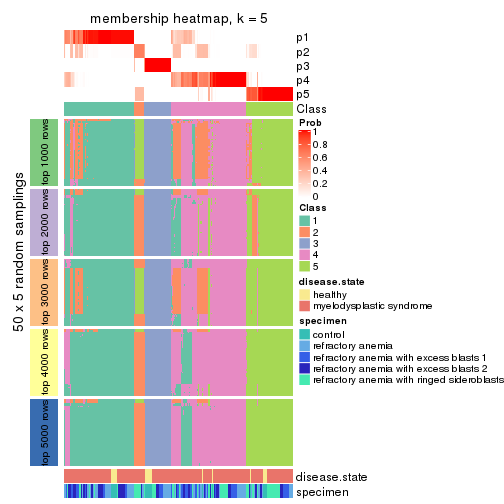 membership heatmap, k = 5
p1
p2
p3
p4
p5
Class
50 x 5 random samplings
top 1000 rows
top 2000 rows
top 3000 rows
top 4000 rows
top 5000 rows
Prob
1
0.8
0.6
0.4
0.2
0
Class
1
2
3
4
5
disease.state
healthy
myelodysplastic syndrome
specimen
control
refractory anemia
refractory anemia with excess blasts 1
refractory anemia with excess blasts 2
refractory anemia with ringed sideroblasts
disease.state
specimen